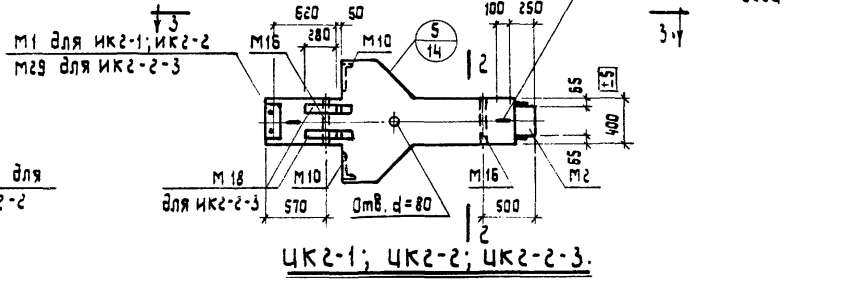 3
620
50
280
100
250
3
М1 для ИК2-1; ИК2-2
М29 для ИК2-2-3
М16
М10
5
14
2
65
±5
400
65
для
2-2
М18
для ИК2-2-3
М10
М16
М2
570
Отв. d=80
500
2
ЦК2-1; ЦК2-2; ЦК2-2-3.